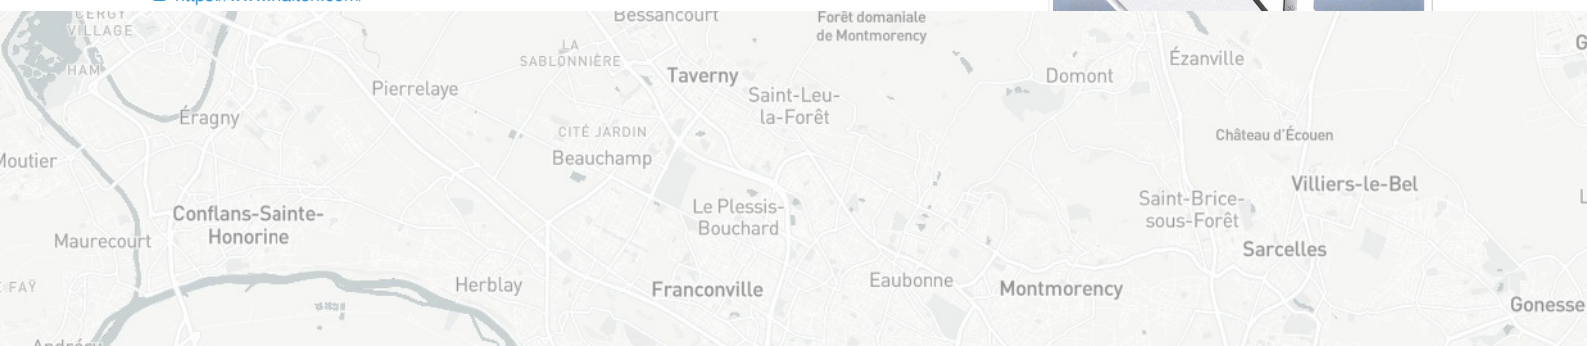 CERGY
VILLAGE
HAM
Éragny
Pierrelaye
Bessancourt
LA
SABLONNIÈRE
Taverny
Saint-Leu-
la-Forêt
Forêt domaniale
de Montmorency
Domont
Ézanville
Château d'Écouen
CITÉ JARDIN
Beauchamp
Moutier
Conflans-Sainte-
Honorine
Maurecourt
Le Plessis-
Bouchard
Saint-Brice-
sous-Forêt
Villiers-le-Bel
Sarcelles
Herblay
Franconville
Eaubonne
Montmorency
Gonesse
FAŸ